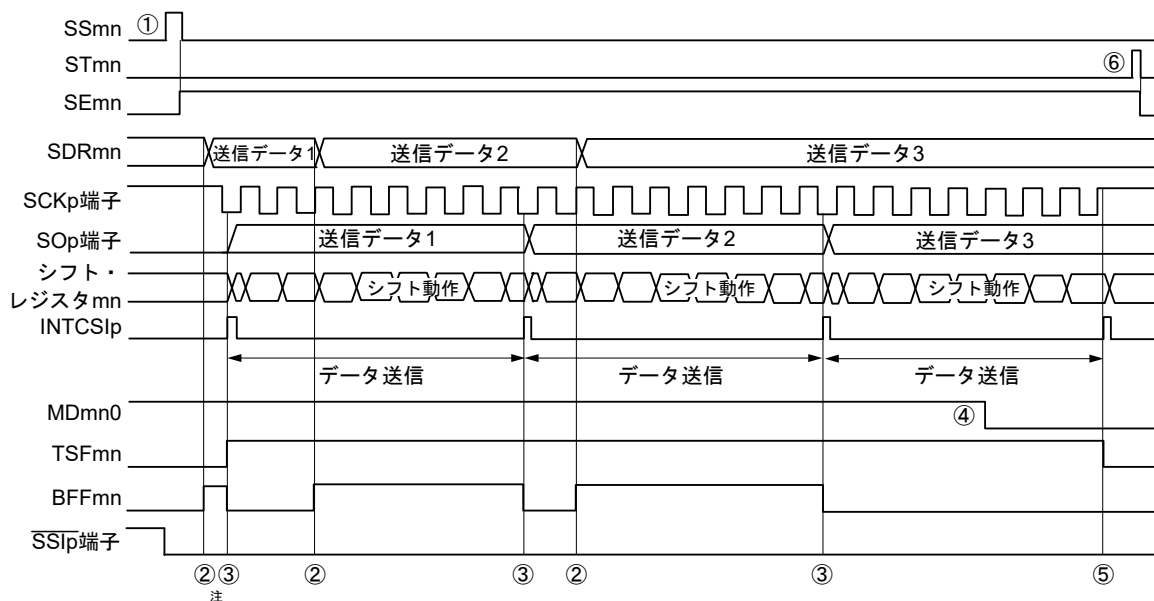 SSmn ①
STmn ⑥
SEmn
SDRmn 送信データ1 送信データ2 送信データ3
SCKp端子
SOp端子 送信データ1 送信データ2 送信データ3
シフト・
レジスタmn シフト動作 シフト動作 シフト動作
INTCSIp
データ送信 データ送信 データ送信
MDmn0 ④
TSFmn
BFFmn
SSIp端子
② ③ ② ③ ② ③ ⑤
注